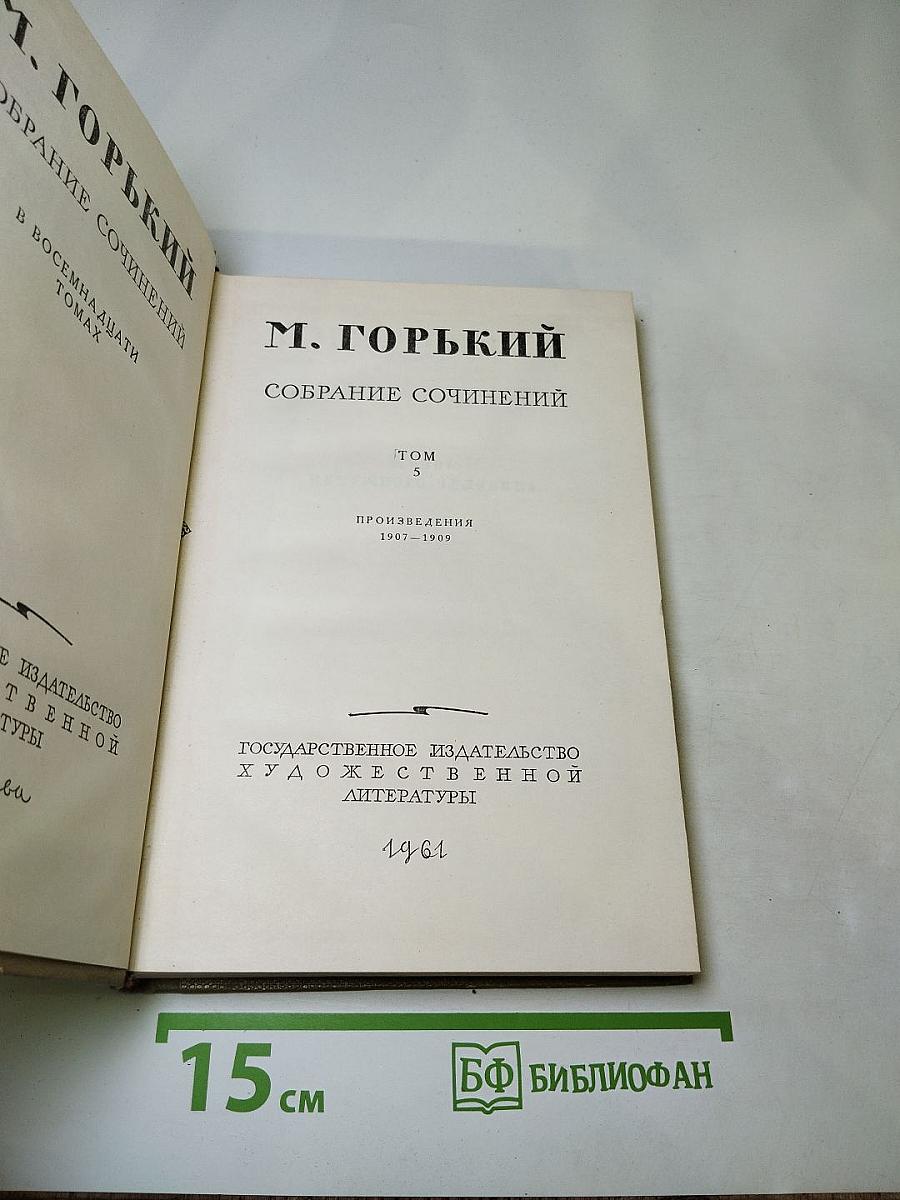 М. ГОРЬКИЙ
СОБРАНИЕ СОЧИНЕНИЙ
В ВОСЕМНАДЦАТИ
ТОМАХ
ИЗДАТЕЛЬСТВО
М. ГОРЬКИЙ
СОБРАНИЕ СОЧИНЕНИЙ
ТОМ
5
ПРОИЗВЕДЕНИЯ
1907—1909
ГОСУДАРСТВЕННОЕ ИЗДАТЕЛЬСТВО
ХУДОЖЕСТВЕННОЙ
ЛИТЕРАТУРЫ
1961
15 см
БФ БИБЛИОФАН